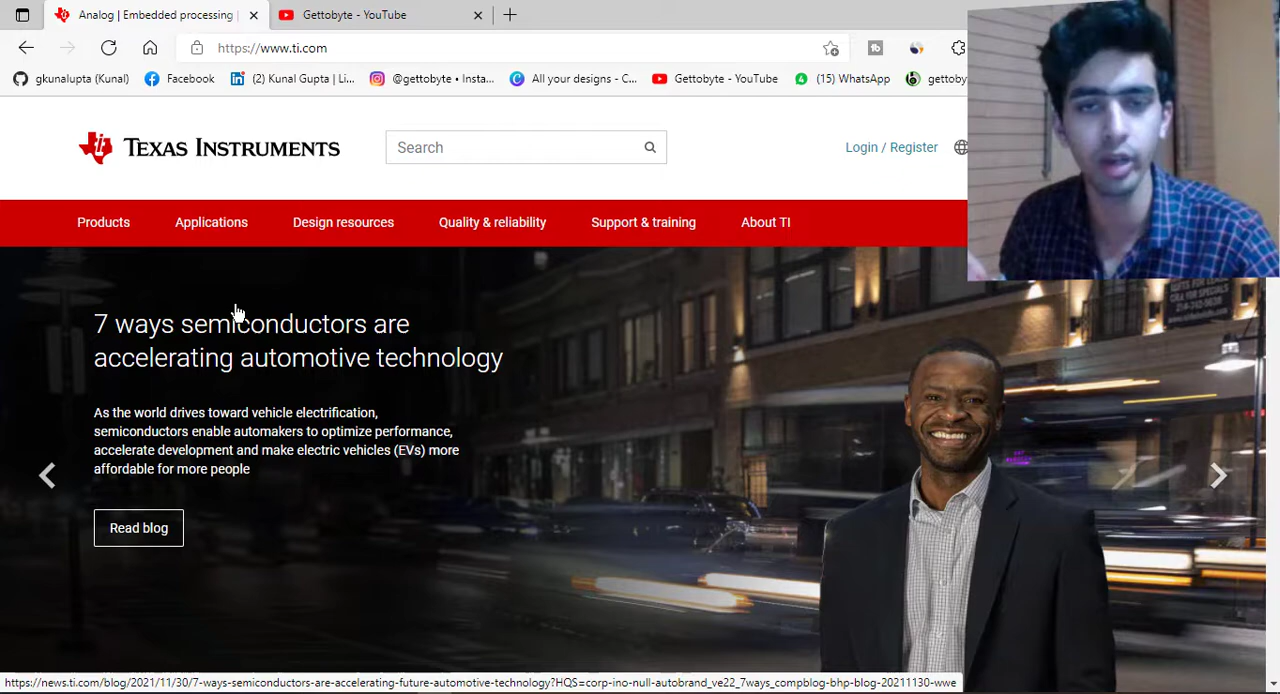 Analog | Embedded processing |
Gettobyte - YouTube
https://www.ti.com
gkunalupta (Kunal)
Facebook
(2) Kunal Gupta | Li...
@gettobyte • Insta...
All your designs - C...
Gettobyte - YouTube
(15) WhatsApp
gettoby
TEXAS INSTRUMENTS
Search
Login / Register
Products
Applications
Design resources
Quality & reliability
Support & training
About TI
7 ways semiconductors are
accelerating automotive technology
As the world drives toward vehicle electrification,
semiconductors enable automakers to optimize performance,
accelerate development and make electric vehicles (EVs) more
affordable for more people
Read blog
https://news.ti.com/blog/2021/11/30/7-ways-semiconductors-are-accelerating-future-automotive-technology?HQS=corp-ino-null-autobrand_ve22_7ways_compblog-bhp-blog-20211130-wwe